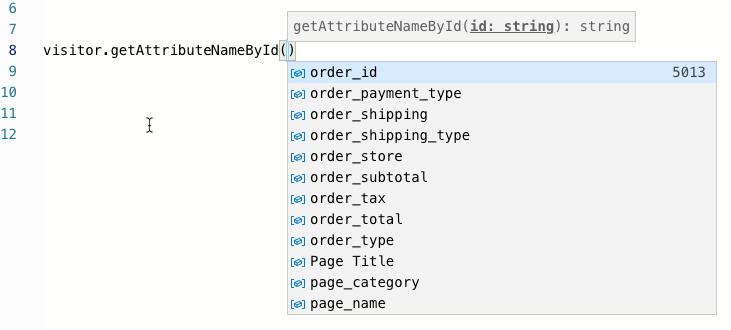 6
getAttributeNameById(id: string): string
7
8 visitor.getAttributeNameById()
9 order_id 5013
10 order_payment_type
order_shipping
11 order_shipping_type
12 order_store
order_subtotal
order_tax
order_total
order_type
Page Title
page_category
page_name